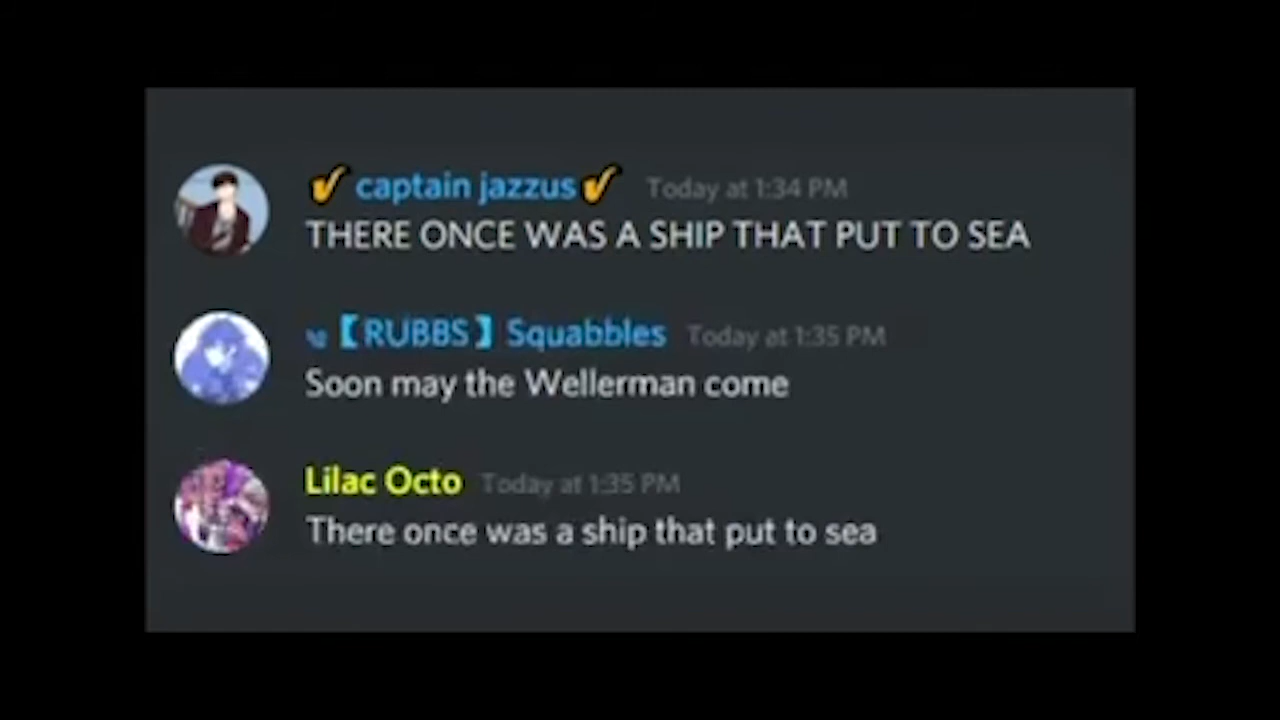 ✔ captain jazzus ✔ Today at 1:34 PM
THERE ONCE WAS A SHIP THAT PUT TO SEA
【RUBBS】 Squabbles Today at 1:35 PM
Soon may the Wellerman come
Lilac Octo Today at 1:35 PM
There once was a ship that put to sea